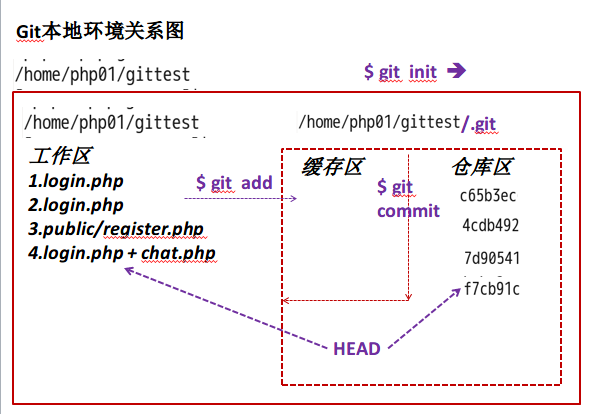 Git本地环境关系图
/home/php01/gittest
$ git init
/home/php01/gittest
/home/php01/gittest/.git
工作区
1.login.php
2.login.php
3.public/register.php
4.login.php + chat.php
$ git add
缓存区
$ git
commit
仓库区
c65b3ec
4cdb492
7d90541
f7cb91c
HEAD